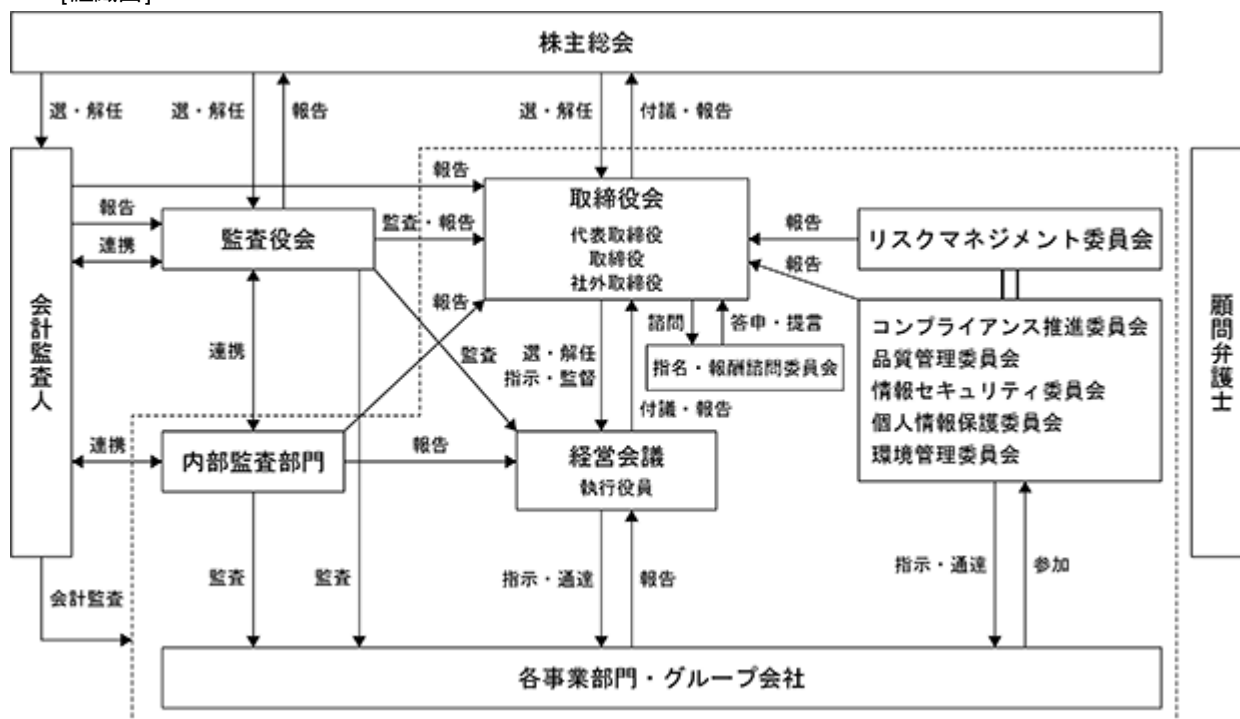 [組織図]
株主総会
選・解任
選・解任
報告
選・解任
付議・報告
会計監査人
報告
報告
連携
監査役会
監査・報告
取締役会
代表取締役
取締役
社外取締役
報告
リスクマネジメント委員会
報告
顧問弁護士
報告
連携
監査
選・解任
指示・監督
諮問
答申・提言
指名・報酬諮問委員会
付議・報告
コンプライアンス推進委員会
品質管理委員会
情報セキュリティ委員会
個人情報保護委員会
環境管理委員会
連携
内部監査部門
報告
経営会議
執行役員
会計監査
監査
監査
指示・通達
報告
指示・通達
参加
各事業部門・グループ会社